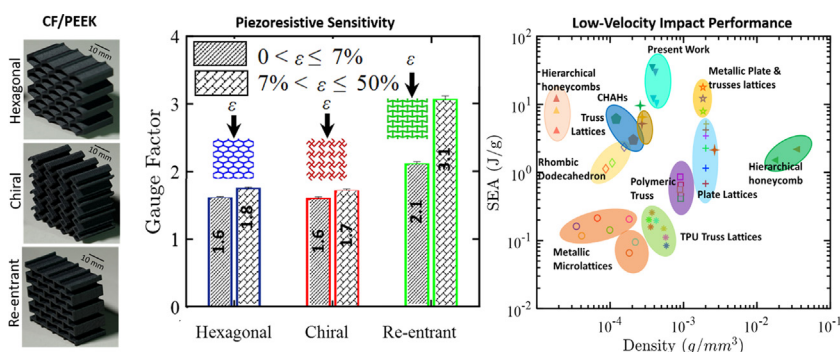 CF/PEEK
Hexagonal
10 mm
Chiral
10 mm
Re-entrant
10 mm
Piezoresistive Sensitivity
Gauge Factor
4
3
2
1
0
0 < ε ≤ 7%
7% < ε ≤ 50%
ε
ε
ε
1.6
1.8
1.6
1.7
2.1
3.1
Hexagonal
Chiral
Re-entrant
Low-Velocity Impact Performance
SEA (J/g)
10²
10¹
10⁰
10⁻¹
10⁻²
Present Work
Hierarchical
honeycombs
CHAHs
Truss
Lattices
Metallic Plate &
trusses lattices
Rhombic
Dodecahedron
Polymeric
Truss
Plate Lattices
Hierarchical
honeycomb
Metallic
Microlattices
TPU Truss Lattices
10⁻⁴
10⁻³
10⁻²
10⁻¹
Density (g/mm³)